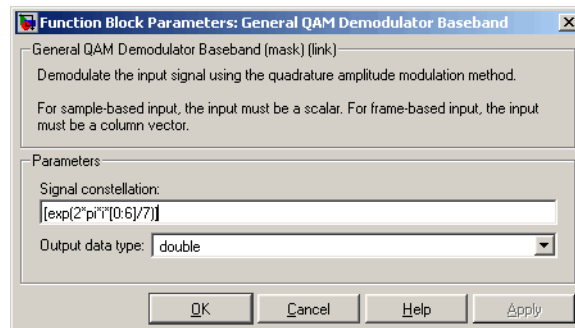 Function Block Parameters: General QAM Demodulator Baseband
General QAM Demodulator Baseband (mask) (link)
Demodulate the input signal using the quadrature amplitude modulation method.
For sample-based input, the input must be a scalar. For frame-based input, the input
must be a column vector.
Parameters
Signal constellation:
[exp(2*pi*i*[0:6]/7)]
Output data type: double
OK Cancel Help Apply